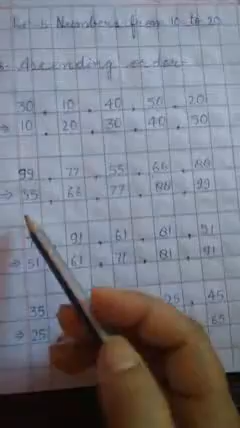 5 Numbers from 10 to 20
Ascending order
30, 10, 40, 50, 20
⇒ 10, 20, 30, 40, 50
99, 77, 55, 66, 88
⇒ 55, 66, 77, 88, 99
91, 61, 81, 51
⇒ 51, 61, 71, 81, 91
35, 25, 45
⇒ 25, 65